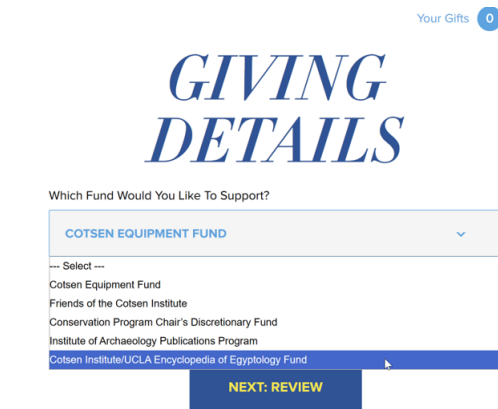 Your Gifts 0
GIVING
DETAILS
Which Fund Would You Like To Support?
COTSEN EQUIPMENT FUND
--- Select ---
Cotsen Equipment Fund
Friends of the Cotsen Institute
Conservation Program Chair's Discretionary Fund
Institute of Archaeology Publications Program
Cotsen Institute/UCLA Encyclopedia of Egyptology Fund
NEXT: REVIEW